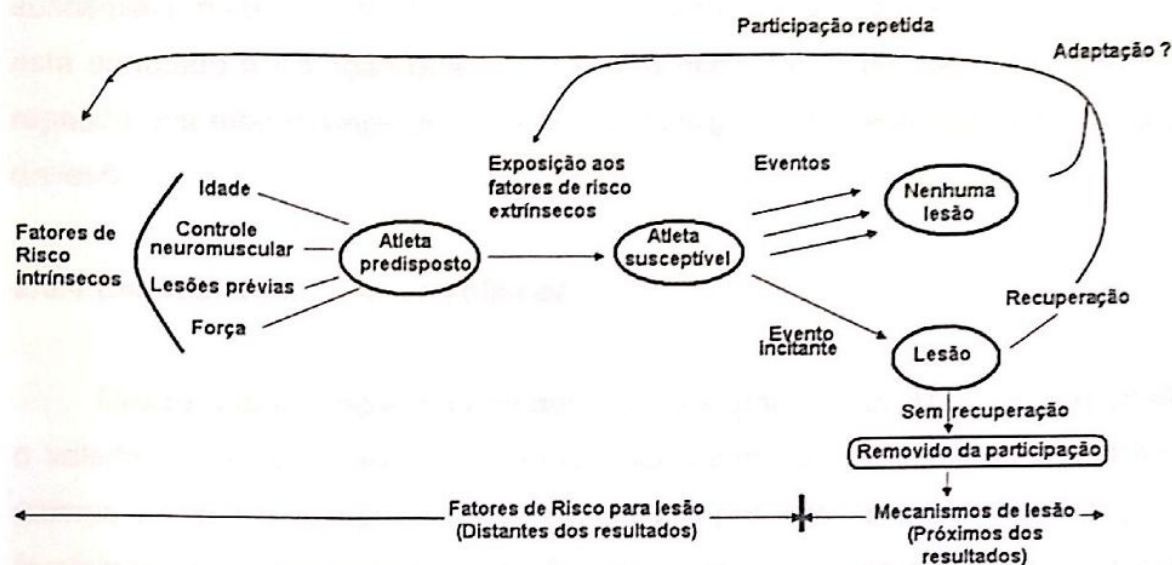 Participação repetida
Adaptação ?
Exposição aos
fatores de risco
extrínsecos
Eventos
Nenhuma
lesão
Fatores de
Risco
intrínsecos
Idade
Controle
neuromuscular
Lesões prévias
Força
Atleta
predisposto
Atleta
susceptível
Evento
incitante
Lesão
Recuperação
Sem recuperação
Removido da participação
Fatores de Risco para lesão
(Distantes dos resultados)
Mecanismos de lesão
(Próximos dos
resultados)